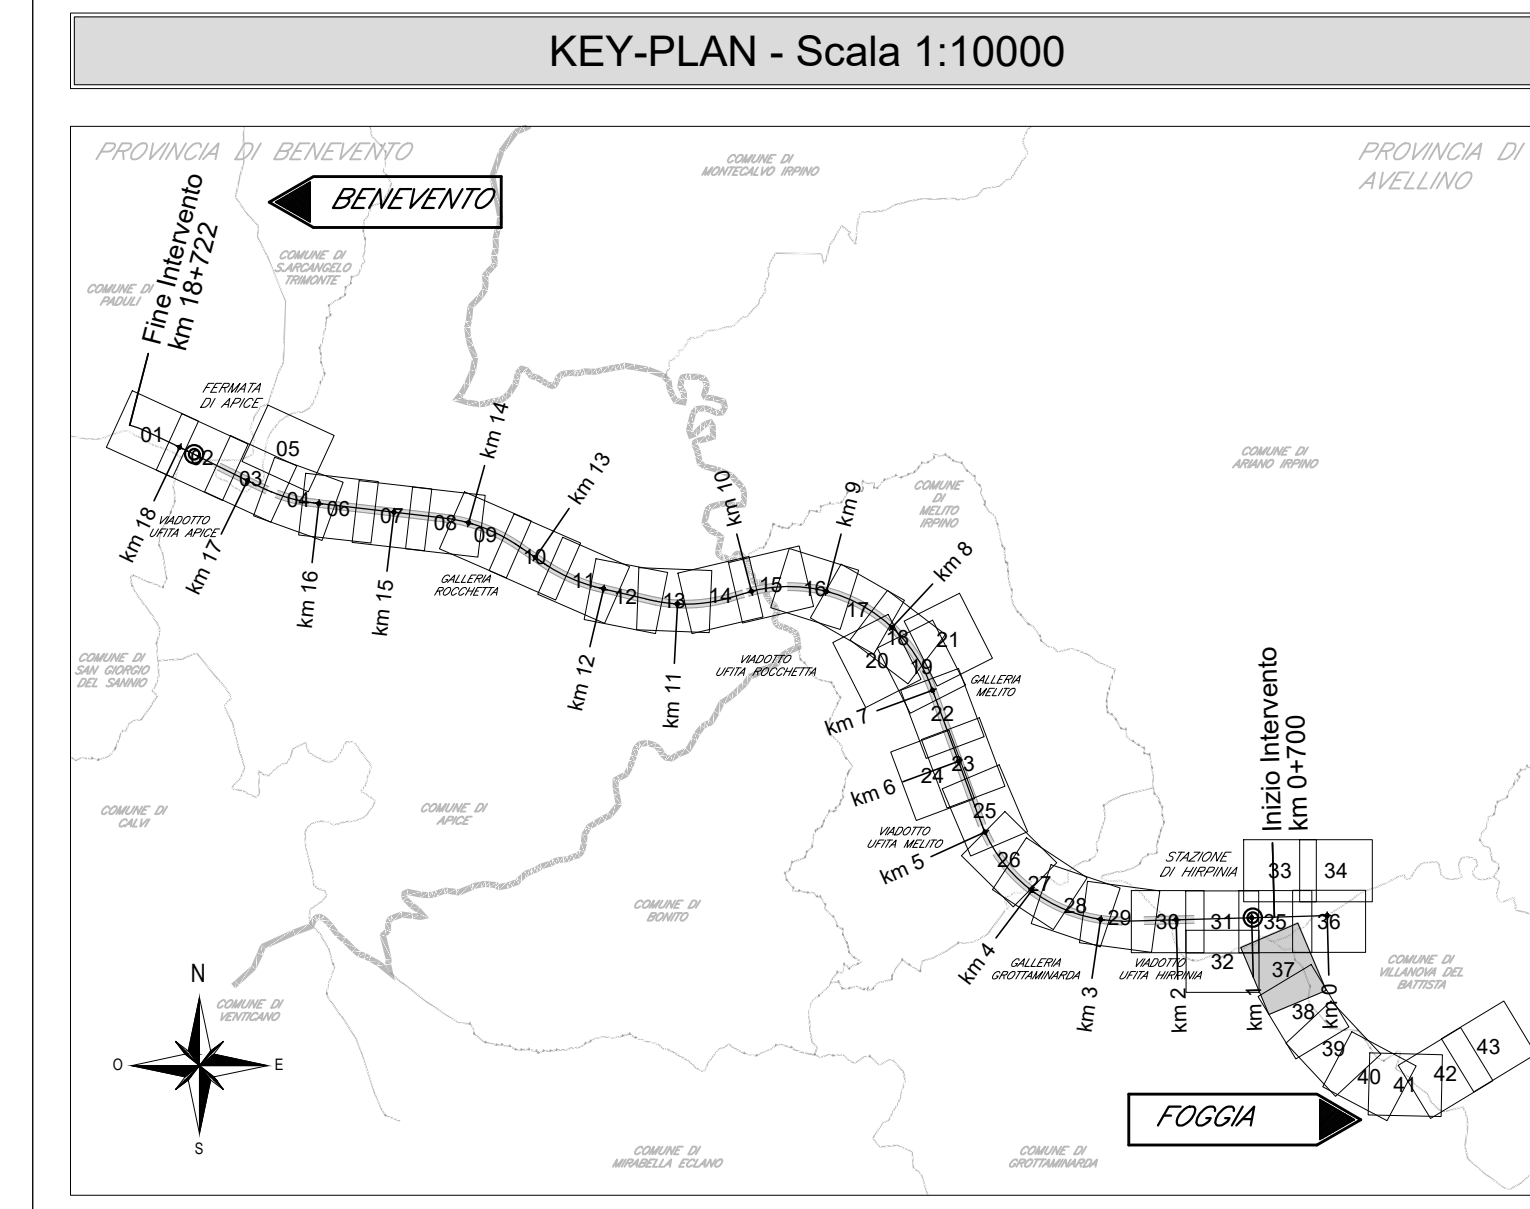 KEY-PLAN - Scala 1:10000
PROVINCIA DI BENEVENTO
PROVINCIA DI
AVELLINO
BENEVENTO
COMUNE DI
MONTECALVO IRPINO
Fine Intervento
km 18+722
COMUNE DI
S.ARCANGELO
TRIMONTE
COMUNE DI
PADULI
FERMATA
DI APICE
01
02
03
04
05
06
07
08
09
10
11
12
13
14
15
16
17
18
19
20
21
22
23
24
25
26
27
28
29
30
31
32
33
34
35
36
37
38
39
40
41
42
43
km 18
km 17
km 16
km 15
km 14
km 13
km 12
km 11
km 10
km 9
km 8
km 7
km 6
km 5
km 4
km 3
km 2
km 1
km 0
VIADOTTO
UFITA APICE
GALLERIA
ROCCHETTA
COMUNE DI
ARIANO IRPINO
COMUNE
DI
MELITO
IRPINO
VIADOTTO
UFITA ROCCHETTA
GALLERIA
MELITO
COMUNE DI
SAN GIORGIO
DEL SANNIO
Inizio Intervento
km 0+700
COMUNE DI
CALVI
COMUNE DI
APICE
VIADOTTO
UFITA MELITO
STAZIONE
DI HIRPINIA
COMUNE DI
BONITO
GALLERIA
GROTTAMINARDA
VIADOTTO
UFITA HIRPINIA
COMUNE DI
VILLANOVA DEL
BATTISTA
COMUNE DI
VENTICANO
N
O
E
S
FOGGIA
COMUNE DI
MIRABELLA ECLANO
COMUNE DI
GROTTAMINARDA